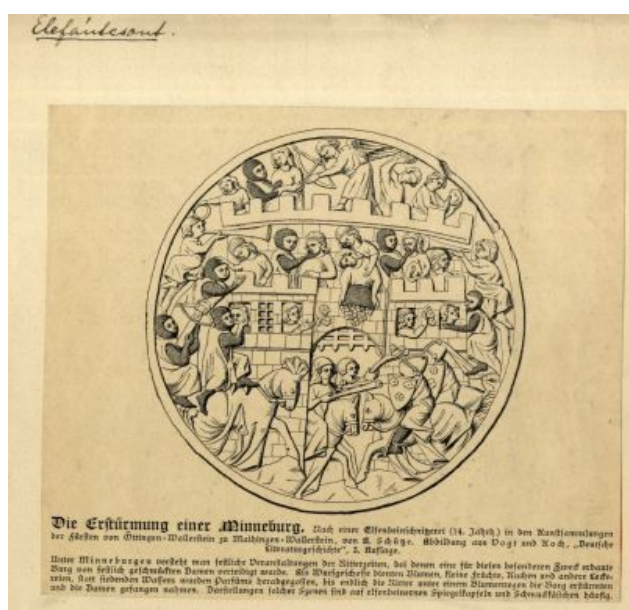 Elefántcsont.
Die Erstürmung einer Minneburg. Nach einer Elfenbeinschnitzerei (14. Jahrh.) in den Kunstsammlungen
der Fürsten von Öttingen-Wallerstein zu Maihingen-Wallerstein, von E. Schütze. Abbildung aus Vogt und Koch, „Deutsche
Literaturgeschichte“, 3. Auflage.
Unter Minneburgen versteht man festliche Veranstaltungen der Ritterzeiten, bei denen eine für diesen besonderen Zweck erbaute
Burg von festlich geschmückten Damen verteidigt wurde. Als Wurfgeschosse dienten Blumen, kleine Früchte, Kuchen und andere Lecke-
reien, statt siedenden Wassers wurden Parfüms herabgegossen, bis endlich die Ritter unter einem Blumenregen die Burg erstürmten
und die Damen gefangen nahmen. Darstellungen solcher Szenen sind auf elfenbeinernen Spiegelkapseln und Schmuckkästchen häufig.